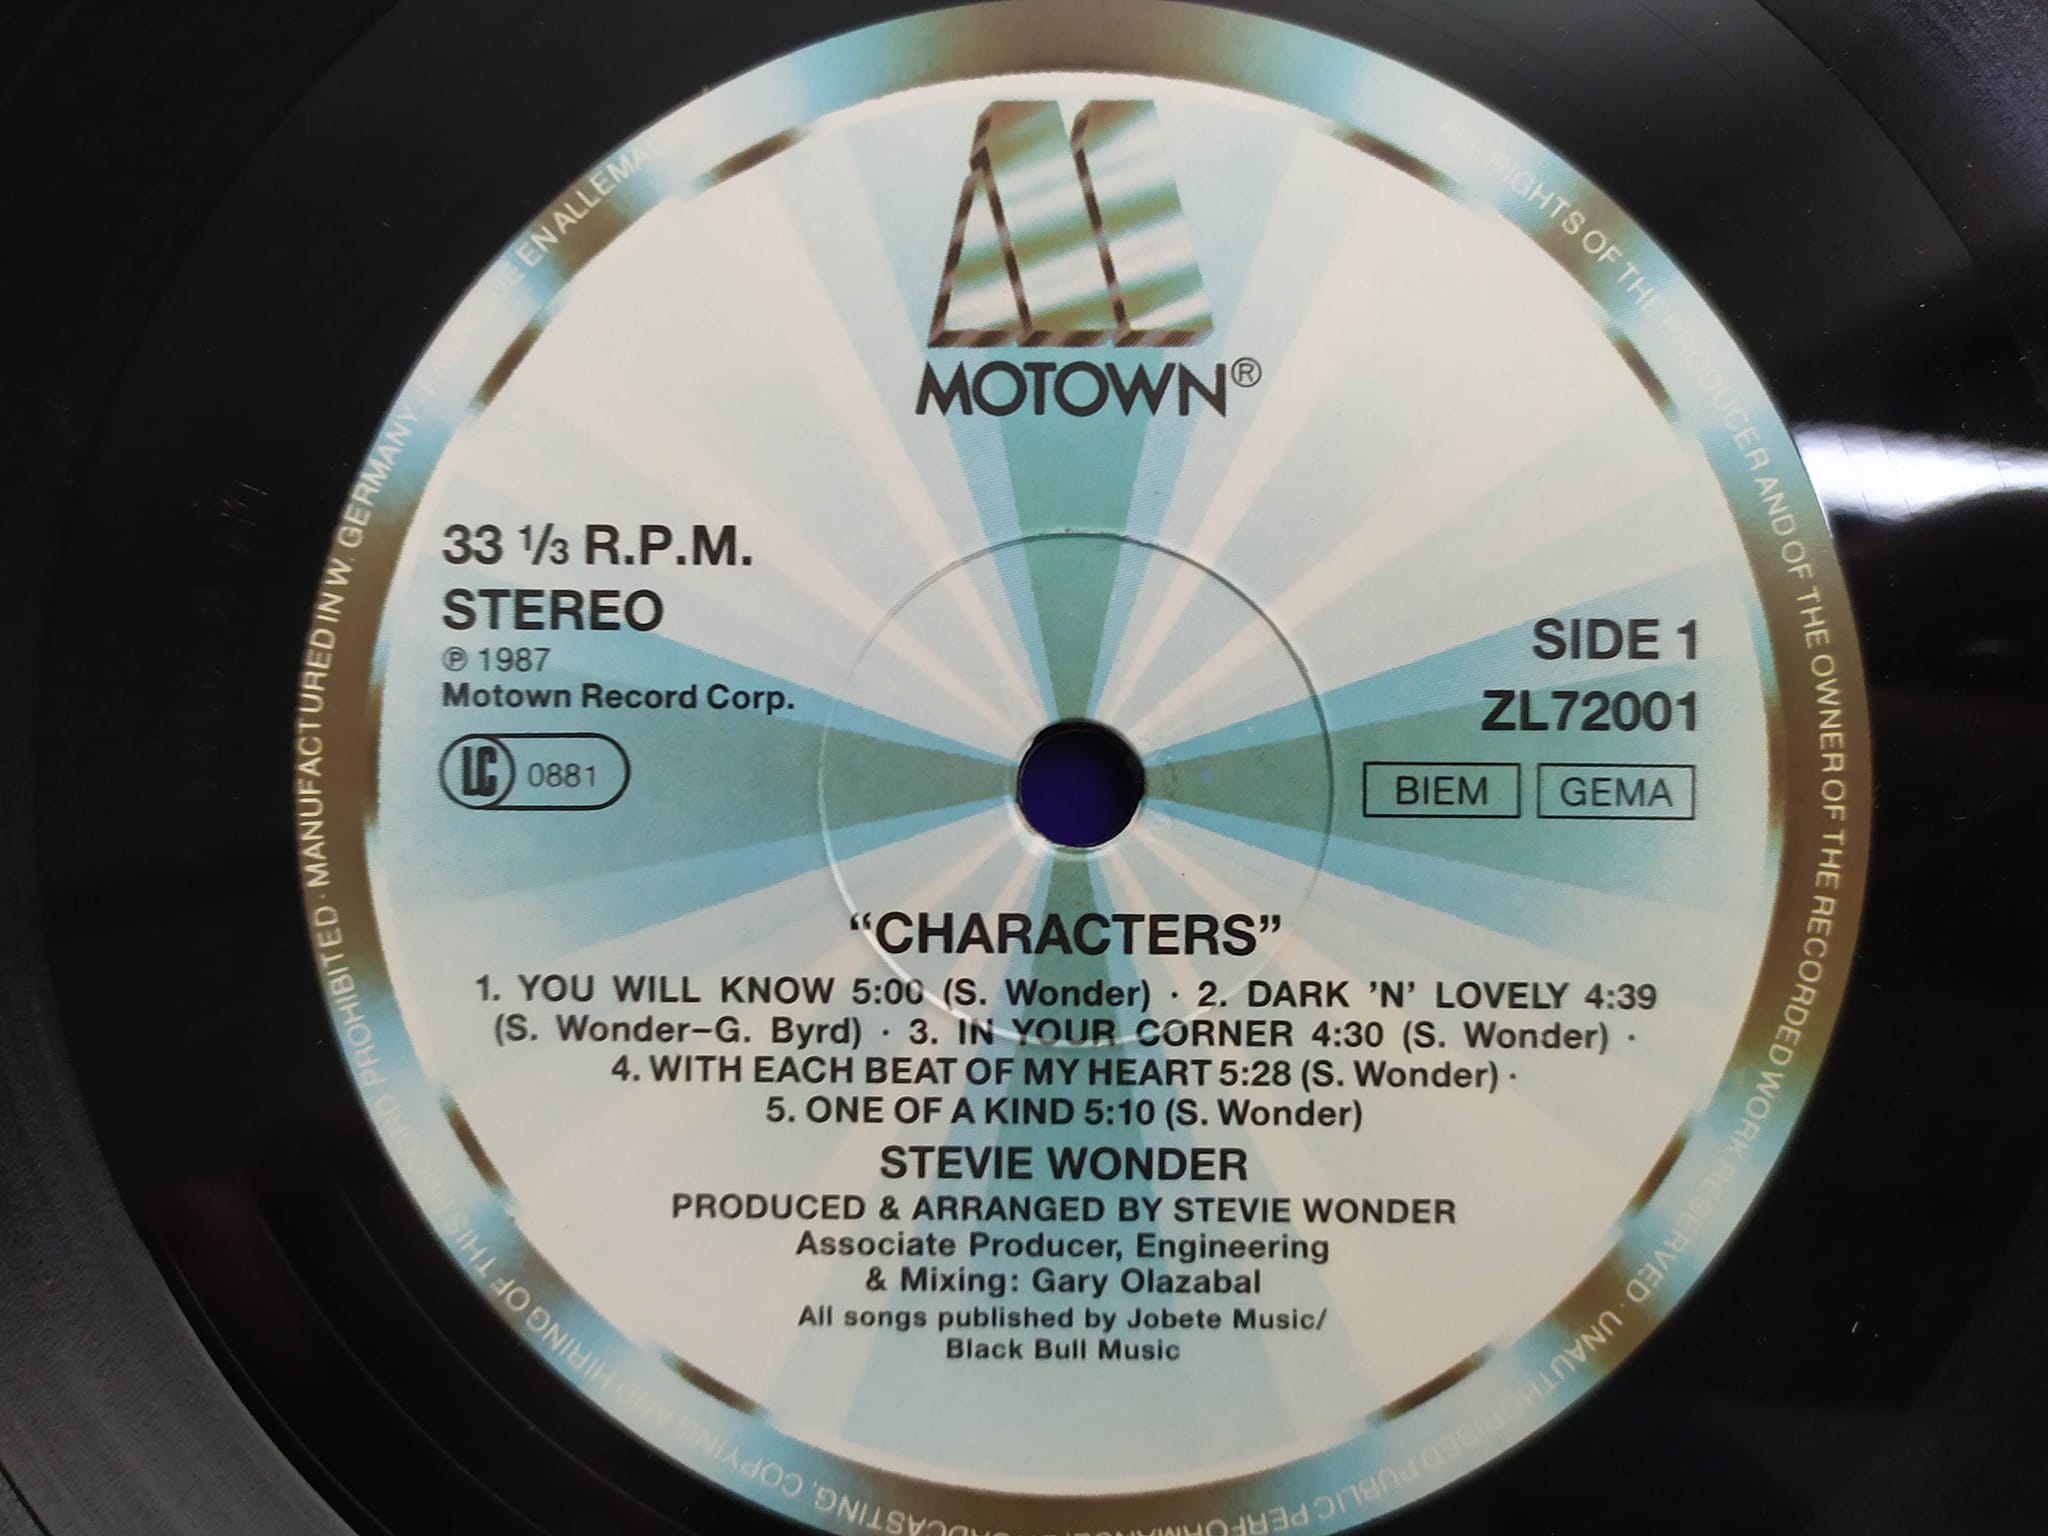 MOTOWN®
33 1/3 R.P.M.
STEREO
℗ 1987
Motown Record Corp.
LC 0881
SIDE 1
ZL72001
BIEM GEMA
“CHARACTERS”
1. YOU WILL KNOW 5:00 (S. Wonder) · 2. DARK ’N’ LOVELY 4:39
(S. Wonder–G. Byrd) · 3. IN YOUR CORNER 4:30 (S. Wonder) ·
4. WITH EACH BEAT OF MY HEART 5:28 (S. Wonder) ·
5. ONE OF A KIND 5:10 (S. Wonder)
STEVIE WONDER
PRODUCED & ARRANGED BY STEVIE WONDER
Associate Producer, Engineering
& Mixing: Gary Olazabal
All songs published by Jobete Music/
Black Bull Music
ALL RIGHTS OF THE PRODUCER AND OF THE OWNER OF THE RECORDED WORK RESERVED · UNAUTHORISED PUBLIC PERFORMANCE, BROADCASTING, COPYING AND HIRING OF THIS RECORD PROHIBITED · MANUFACTURED IN W. GERMANY EN ALLEMA